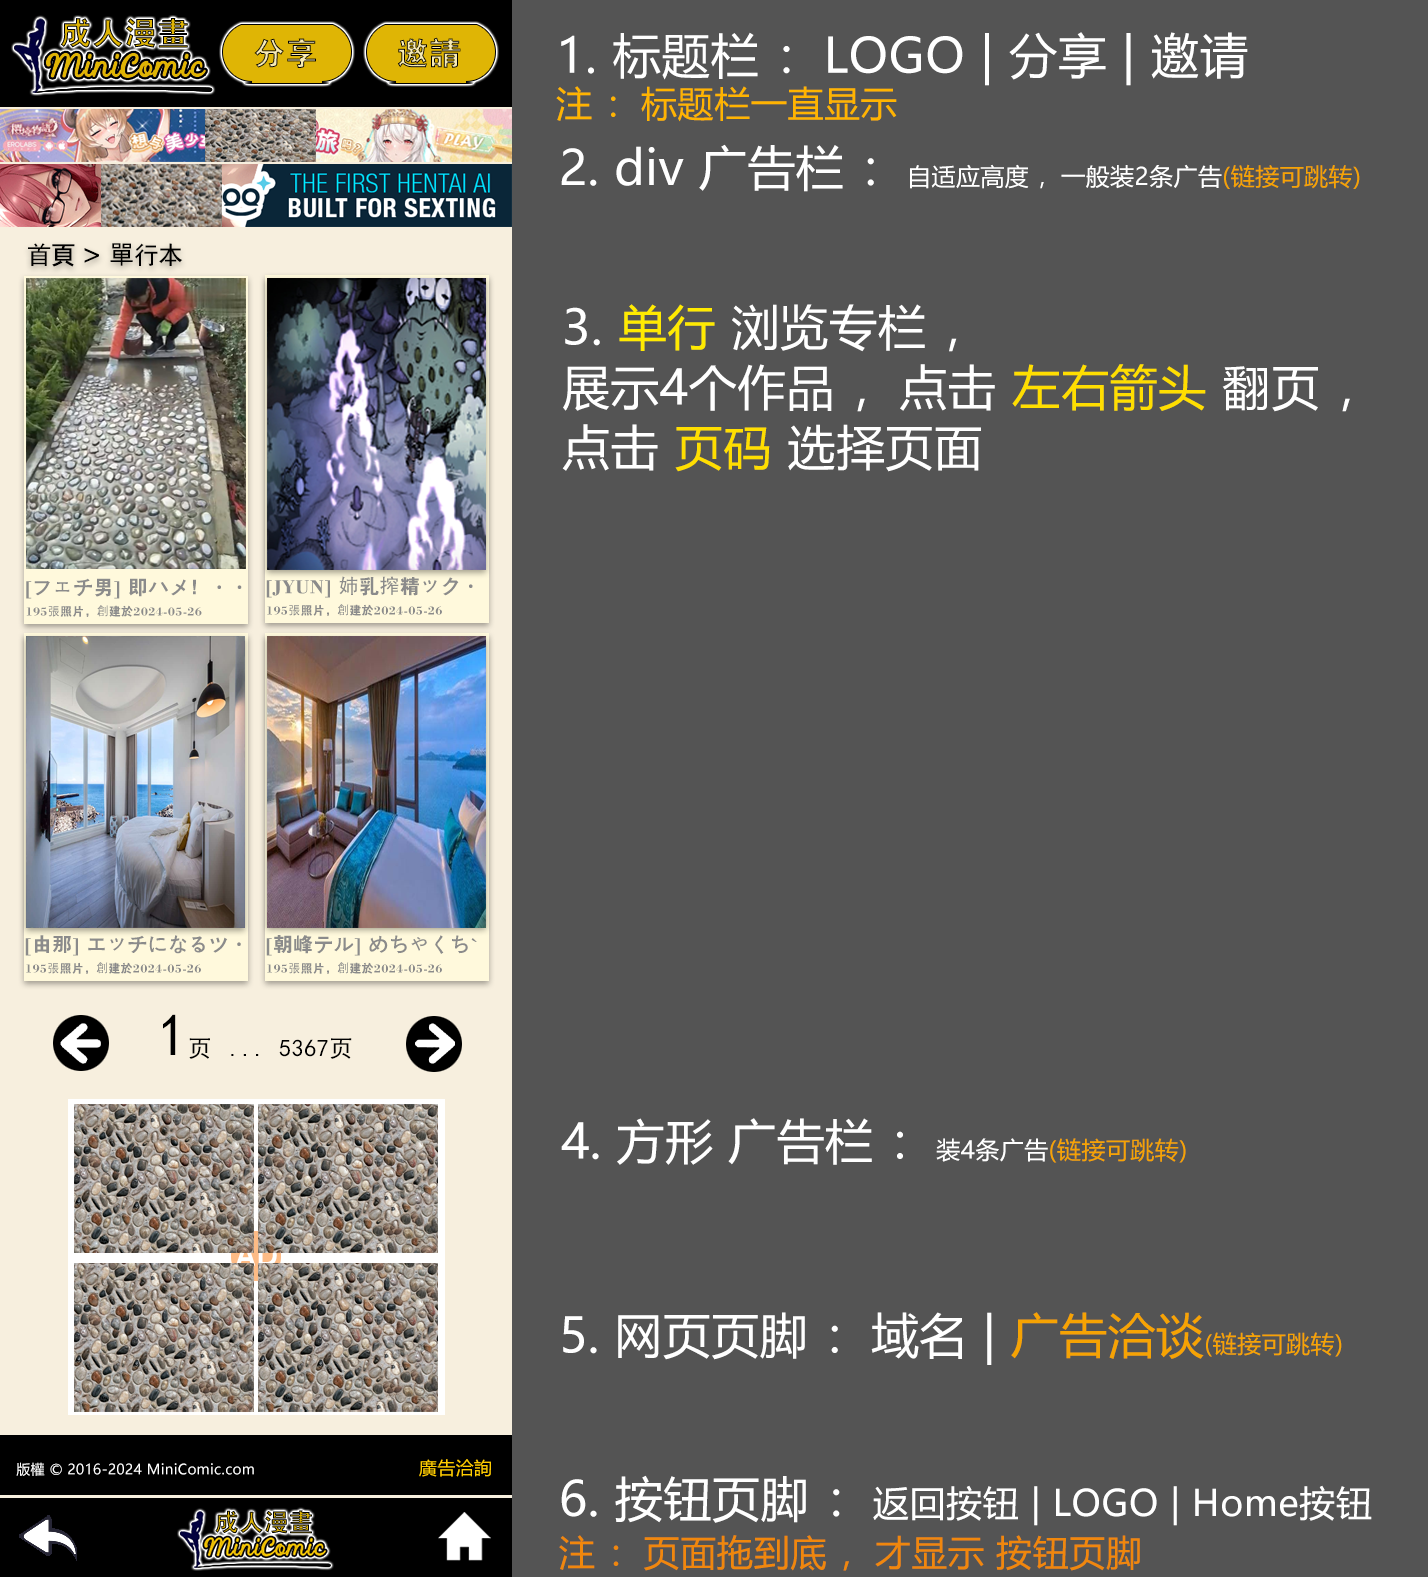 成人漫畫
MiniComic
分享
邀請
1. 标题栏 ： LOGO | 分享 | 邀请
注 ： 标题栏一直显示
EROLABS
想今美少
旅
PLAY
2. div 广告栏 ： 自适应高度 ，一般装2条广告(链接可跳转)
THE FIRST HENTAI AI
BUILT FOR SEXTING
首頁 > 單行本
3. 单行 浏览专栏 ，
展示4个作品 ， 点击 左右箭头 翻页 ，
点击 页码 选择页面
[フェチ男] 即ハメ! · ·
195張照片，創建於2024-05-26
[JYUN] 姉乳搾精ック ·
195張照片，創建於2024-05-26
[由那] エッチになるツ ·
195張照片，創建於2024-05-26
[朝峰テル] めちゃくち
195張照片，創建於2024-05-26
1页 ... 5367页
4. 方形 广告栏 ： 装4条广告(链接可跳转)
5. 网页页脚 ： 域名 | 广告洽谈(链接可跳转)
版權 © 2016-2024 MiniComic.com
廣告洽詢
6. 按钮页脚 ： 返回按钮 | LOGO | Home按钮
注 ： 页面拖到底 ，才显示 按钮页脚
成人漫畫
MiniComic